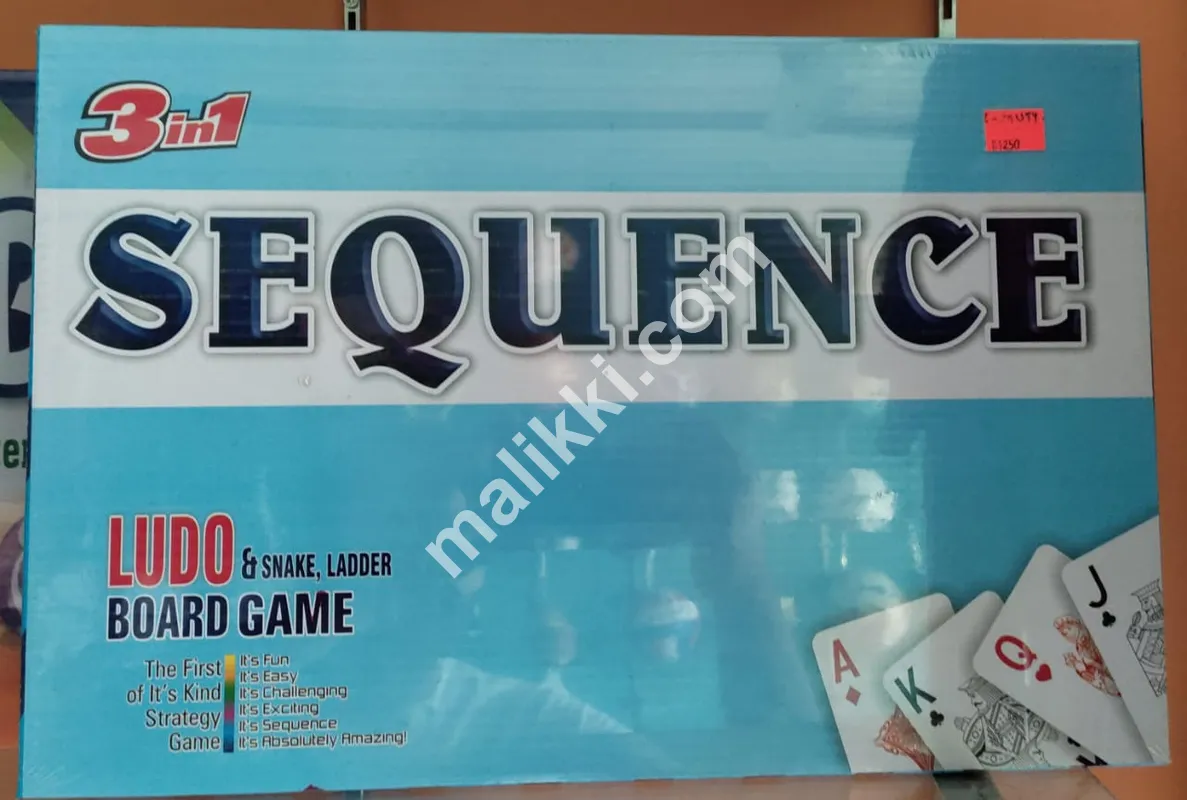 3in1
SEQUENCE
malikki.com
LUDO & SNAKE, LADDER
BOARD GAME
The First
of It's Kind
Strategy
Game
It's Fun
It's Easy
It's Challenging
It's Exciting
It's Sequence
It's Absolutely Amazing!
A
K
Q
J